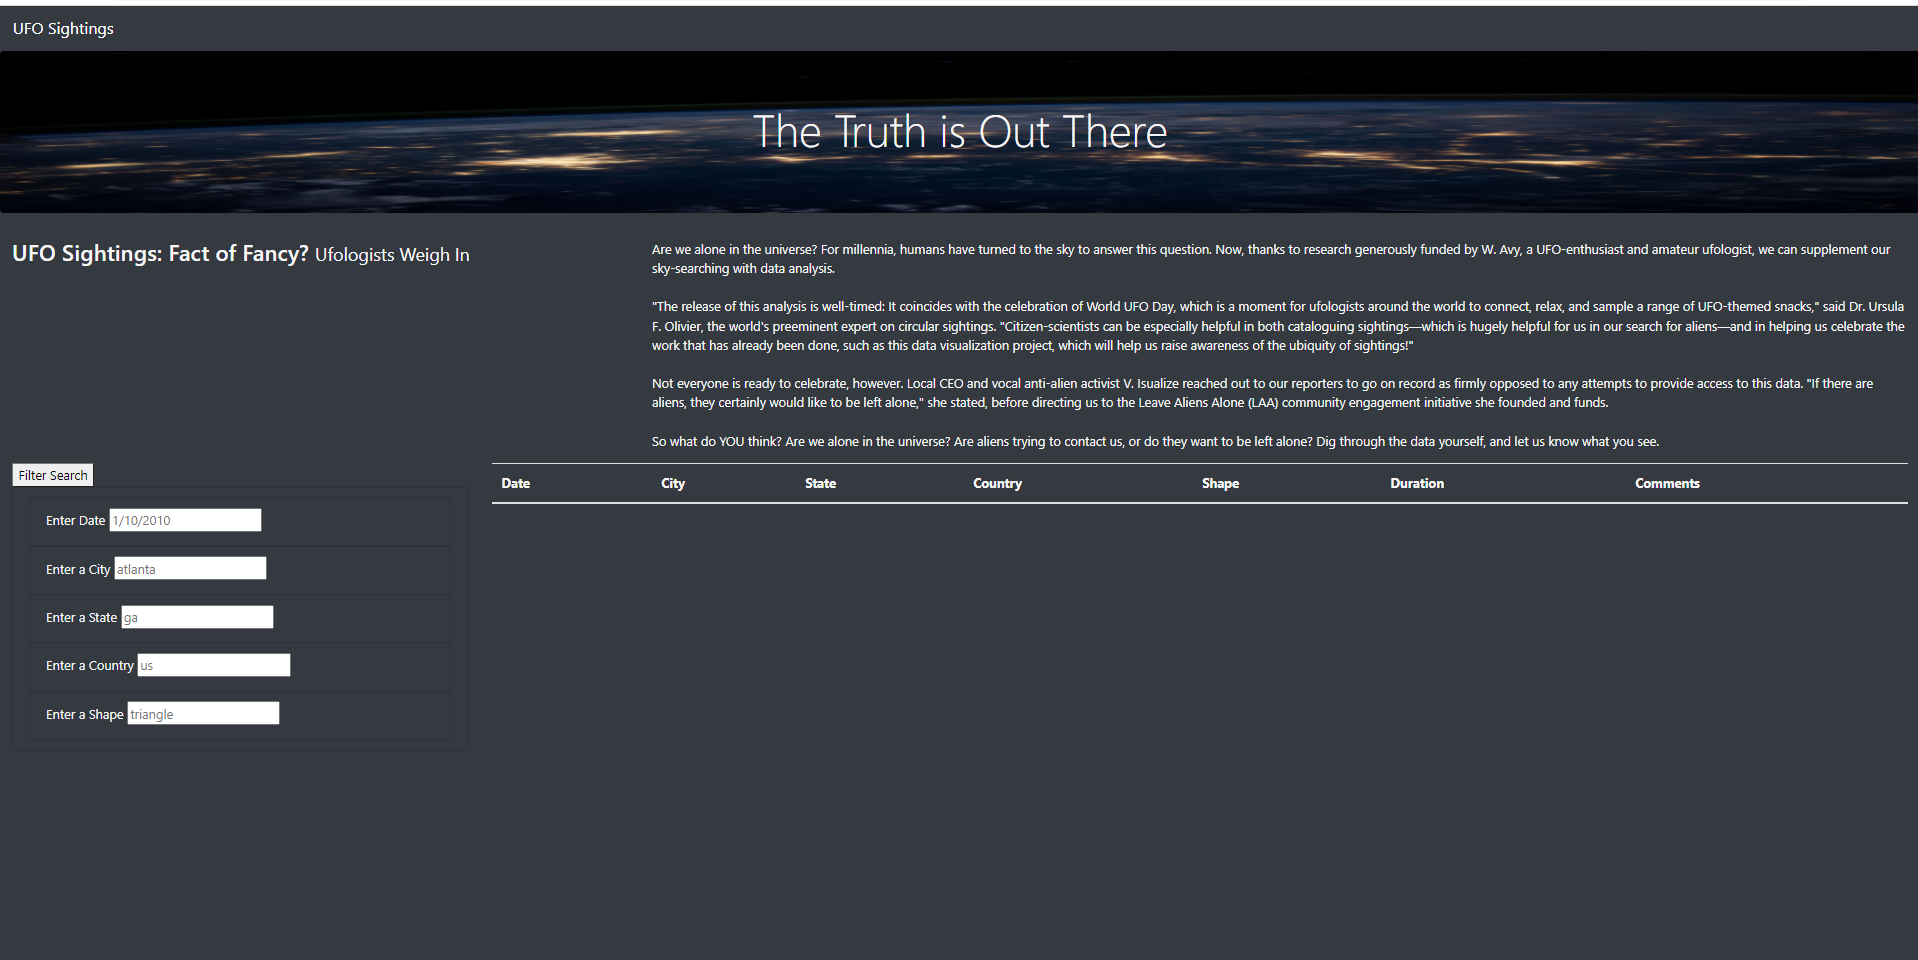 UFO Sightings
The Truth is Out There
UFO Sightings: Fact of Fancy? Ufologists Weigh In
Are we alone in the universe? For millennia, humans have turned to the sky to answer this question. Now, thanks to research generously funded by W. Avy, a UFO-enthusiast and amateur ufologist, we can supplement our
sky-searching with data analysis.
"The release of this analysis is well-timed: It coincides with the celebration of World UFO Day, which is a moment for ufologists around the world to connect, relax, and sample a range of UFO-themed snacks," said Dr. Ursula
F. Olivier, the world's preeminent expert on circular sightings. "Citizen-scientists can be especially helpful in both cataloguing sightings—which is hugely helpful for us in our search for aliens—and in helping us celebrate the
work that has already been done, such as this data visualization project, which will help us raise awareness of the ubiquity of sightings!"
Not everyone is ready to celebrate, however. Local CEO and vocal anti-alien activist V. Isualize reached out to our reporters to go on record as firmly opposed to any attempts to provide access to this data. "If there are
aliens, they certainly would like to be left alone," she stated, before directing us to the Leave Aliens Alone (LAA) community engagement initiative she founded and funds.
So what do YOU think? Are we alone in the universe? Are aliens trying to contact us, or do they want to be left alone? Dig through the data yourself, and let us know what you see.
Filter Search
Enter Date 1/10/2010
Enter a City atlanta
Enter a State ga
Enter a Country us
Enter a Shape triangle
Date City State Country Shape Duration Comments